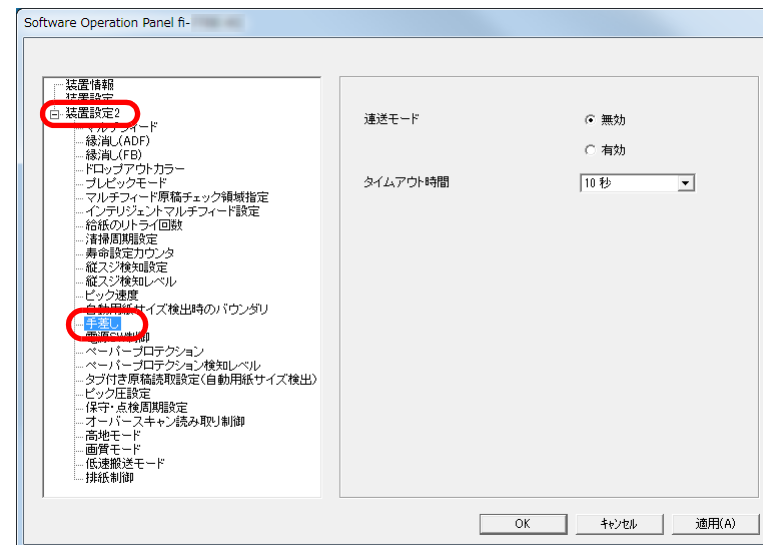 Software Operation Panel fi-
装置情報
装置設定
装置設定2
マルチフィード
縁消し(ADF)
縁消し(FB)
ドロップアウトカラー
プレピックモード
マルチフィード原稿チェック領域指定
インテリジェントマルチフィード設定
給紙のリトライ回数
清掃周期設定
寿命設定カウンタ
縦スジ検知設定
縦スジ検知レベル
ピック速度
自動用紙サイズ検出時のバウンダリ
手差し
電源SW制御
ペーパープロテクション
ペーパープロテクション検知レベル
タブ付き原稿読取設定(自動用紙サイズ検出)
ピック圧設定
保守・点検周期設定
オーバースキャン読み取り制御
高地モード
画質モード
低速搬送モード
排紙制御
連送モード
無効
有効
タイムアウト時間
10 秒
OK
キャンセル
適用(A)